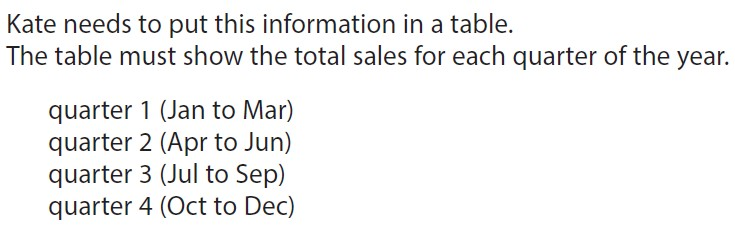 Kate needs to put this information in a table.
The table must show the total sales for each quarter of the year.
quarter 1 (Jan to Mar)
quarter 2 (Apr to Jun)
quarter 3 (Jul to Sep)
quarter 4 (Oct to Dec)